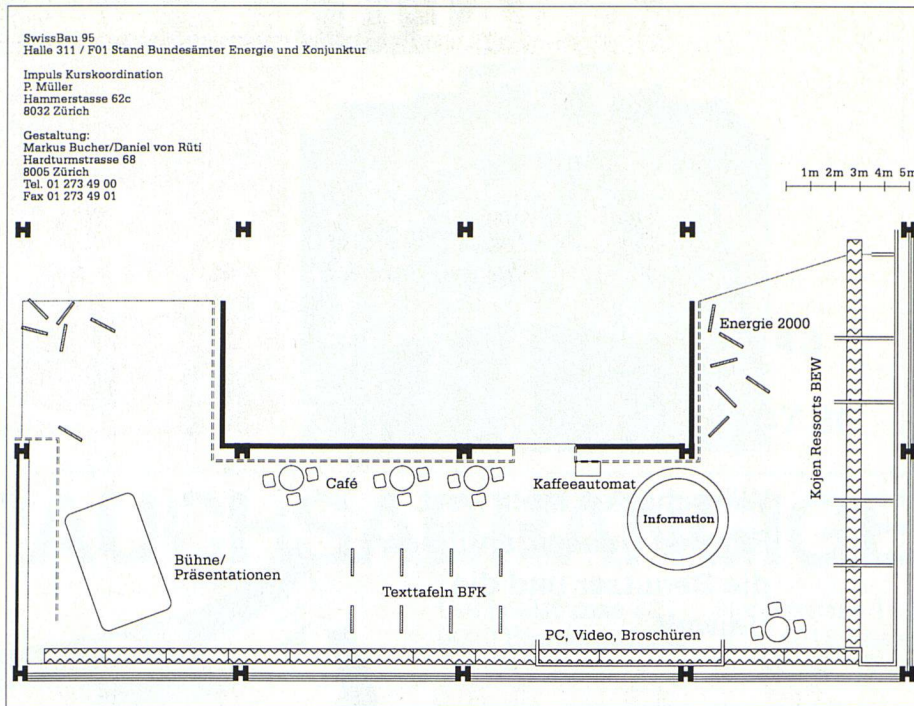 SwissBau 95
Halle 311 / F01 Stand Bundesämter Energie und Konjunktur
Impuls Kurskoordination
P. Müller
Hammerstasse 62c
8032 Zürich
Gestaltung:
Markus Bucher/Daniel von Rüti
Hardturmstrasse 68
8005 Zürich
Tel. 01 273 49 00
Fax 01 273 49 01
1m 2m 3m 4m 5m
Energie 2000
Kojen Ressorts BEW
Café
Kaffeeautomat
Information
Bühne/
Präsentationen
Texttafeln BFK
PC, Video, Broschüren